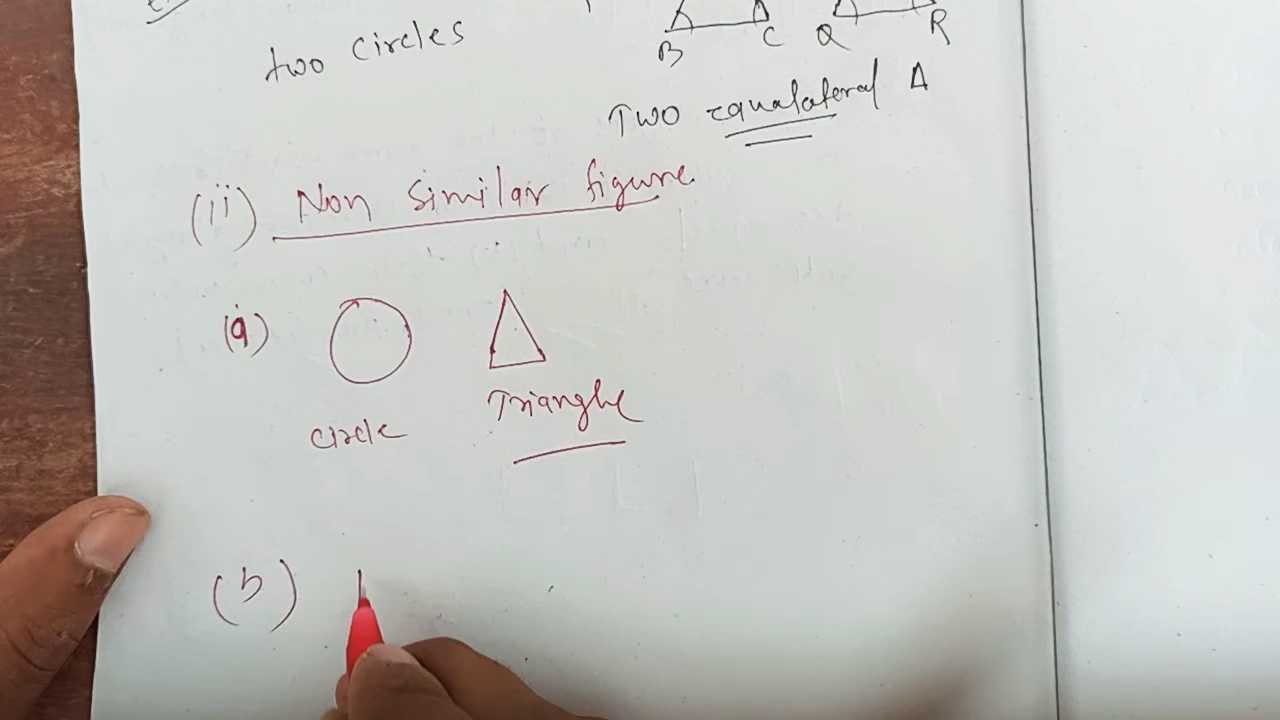 B C Q R
two circles
Two equalateral Δ
(ii) Non similar figure
(a)
circle Triangle
(b)